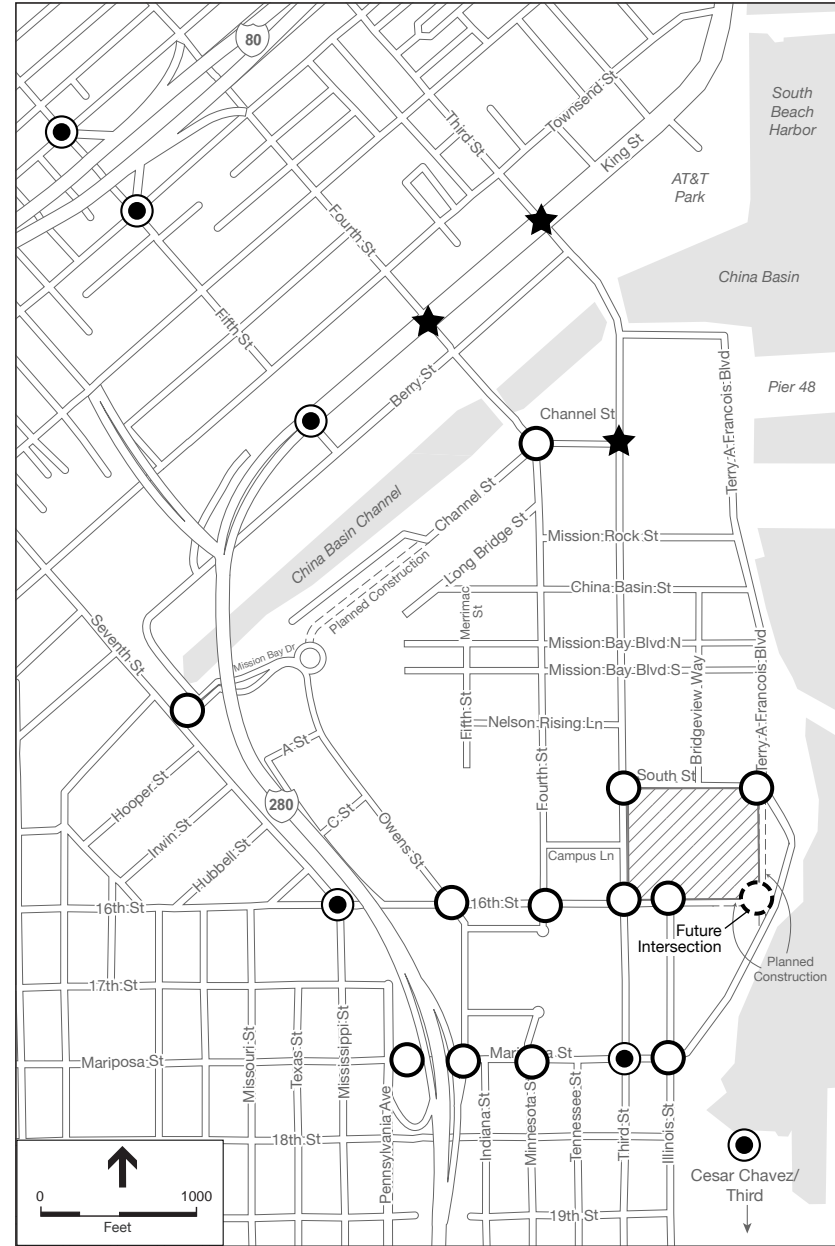 80
South
Beach
Harbor
Townsend St
Third St
King St
AT&T
Park
Fourth St
China Basin
Fifth St
Berry St
Terry A Francois Blvd
Pier 48
Channel St
China Basin Channel
Channel St
Mission Rock St
Long Bridge St
Planned Construction
China Basin St
Merrimac
St
Seventh St
Mission Bay Dr
Mission Bay Blvd N
Mission Bay Blvd S
Bridgeview Way
Terry A Francois Blvd
Fifth St
Nelson Rising Ln
A St
Fourth St
South St
Hooper St
280
C St
Irwin St
Owens St
Hubbell St
Campus Ln
16th St
16th St
Future
Intersection
Planned
Construction
17th St
Mariposa St
Missouri St
Texas St
Mississippi St
Pennsylvania Ave
Mariposa St
Indiana St
Minnesota St
Tennessee St
Third St
Illinois St
18th St
Cesar Chavez/
Third
19th St
0
1000
Feet